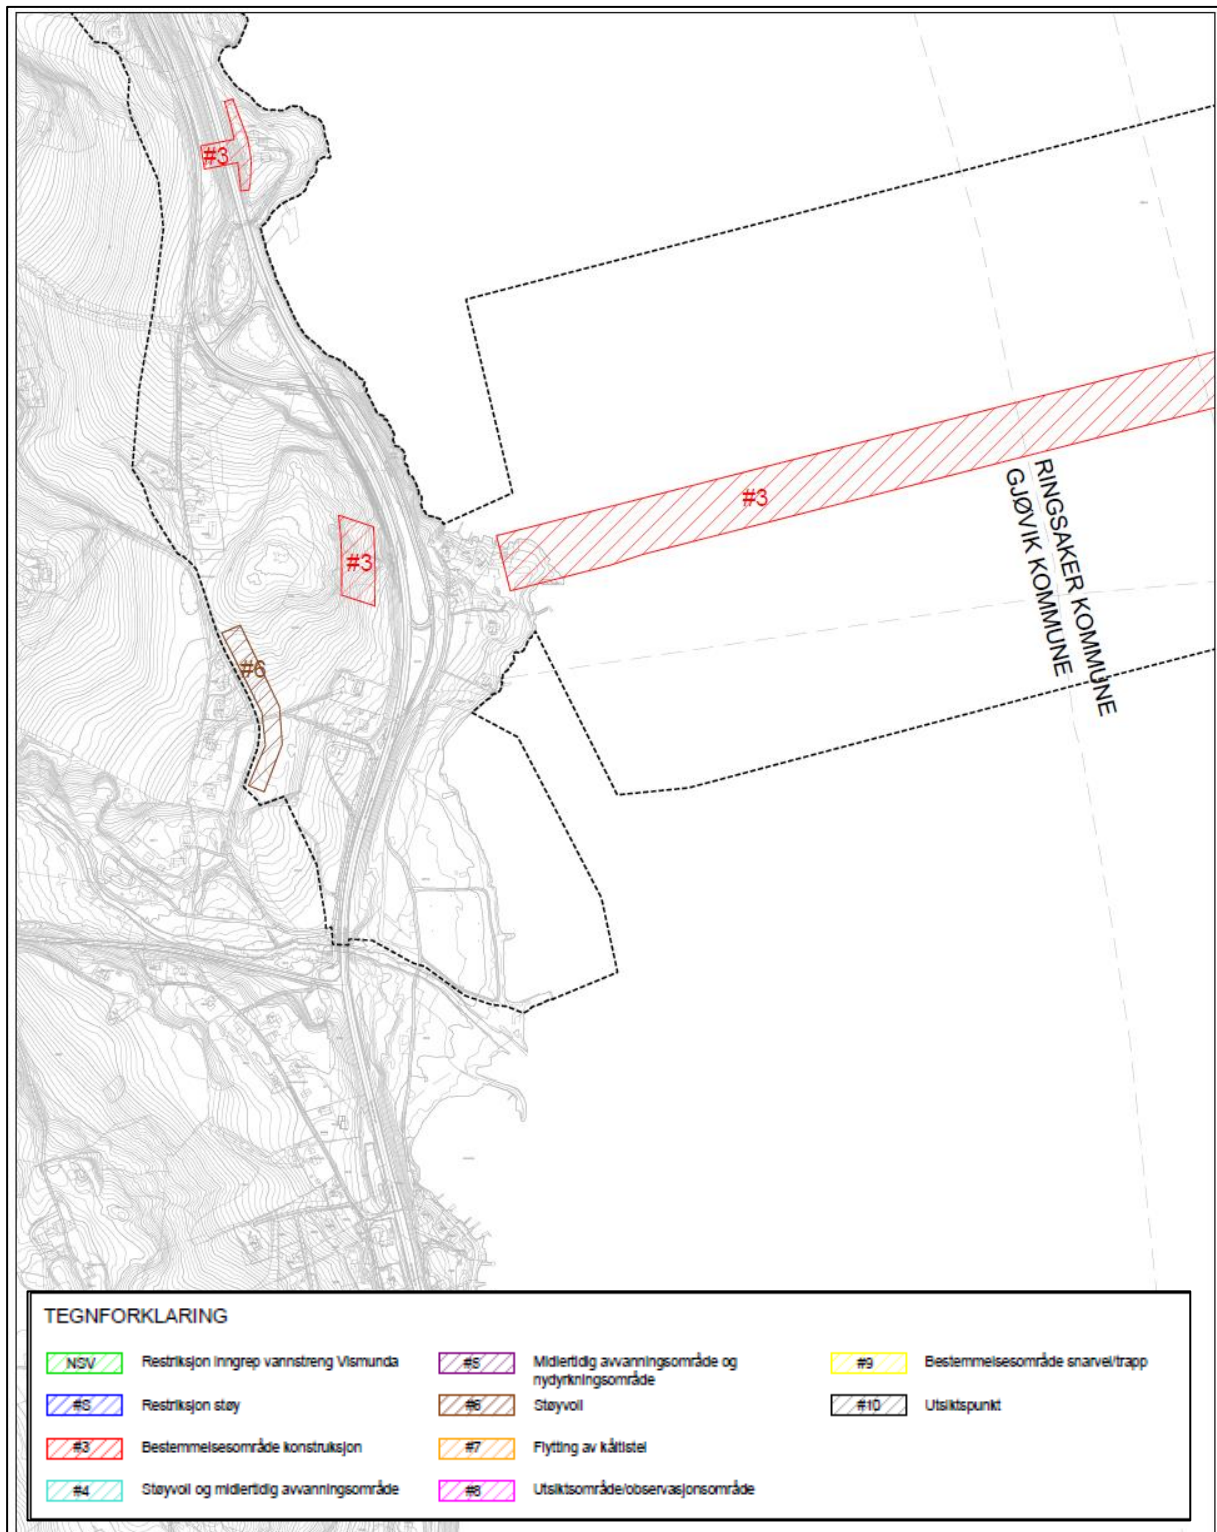 #3
#3
#3
#6
RINGSAKER KOMMUNE
GJØVIK KOMMUNE
TEGNFORKLARING
NSV Restriksjon inngrep vannstreng Vismunda
#S Restriksjon støy
#3 Bestemmelsesområde konstruksjon
#4 Støyvoll og midlertidig avvanningsområde
#5 Midlertidig avvanningsområde og
nydyrkningsområde
#6 Støyvoll
#7 Flytting av kåltistel
#8 Utsiktsområde/observasjonsområde
#9 Bestemmelsesområde snarvei/trapp
#10 Utsiktspunkt